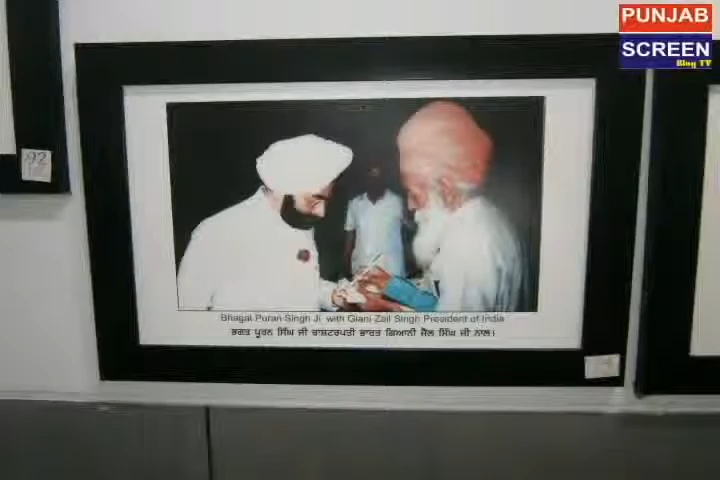 PUNJAB
SCREEN
Blog TV
92
Bhagat Puran Singh Ji with Giani Zail Singh President of India
ਭਗਤ ਪੂਰਨ ਸਿੰਘ ਜੀ ਰਾਸ਼ਟਰਪਤੀ ਭਾਰਤ ਗਿਆਨੀ ਜ਼ੈਲ ਸਿੰਘ ਜੀ ਨਾਲ।